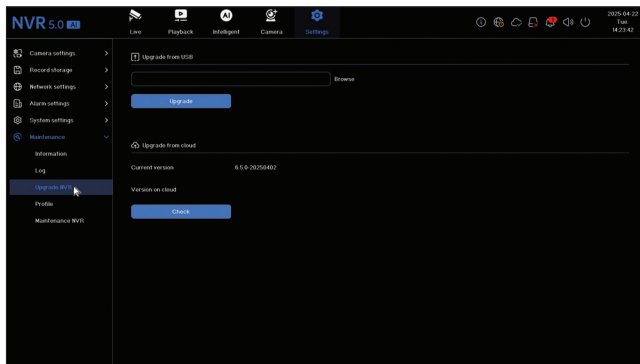 NVR 5.0 AI
Live
Playback
AI
Intelligent
Camera
Settings
2025-04-22
Tue.
14:23:42
Camera settings
Record storage
Network settings
Alarm settings
System settings
Maintenance
Information
Log
Upgrade NVR
Profile
Maintenance NVR
Upgrade from USB
Browse
Upgrade
Upgrade from cloud
Current version 6.5.0-20250402
Version on cloud
Check